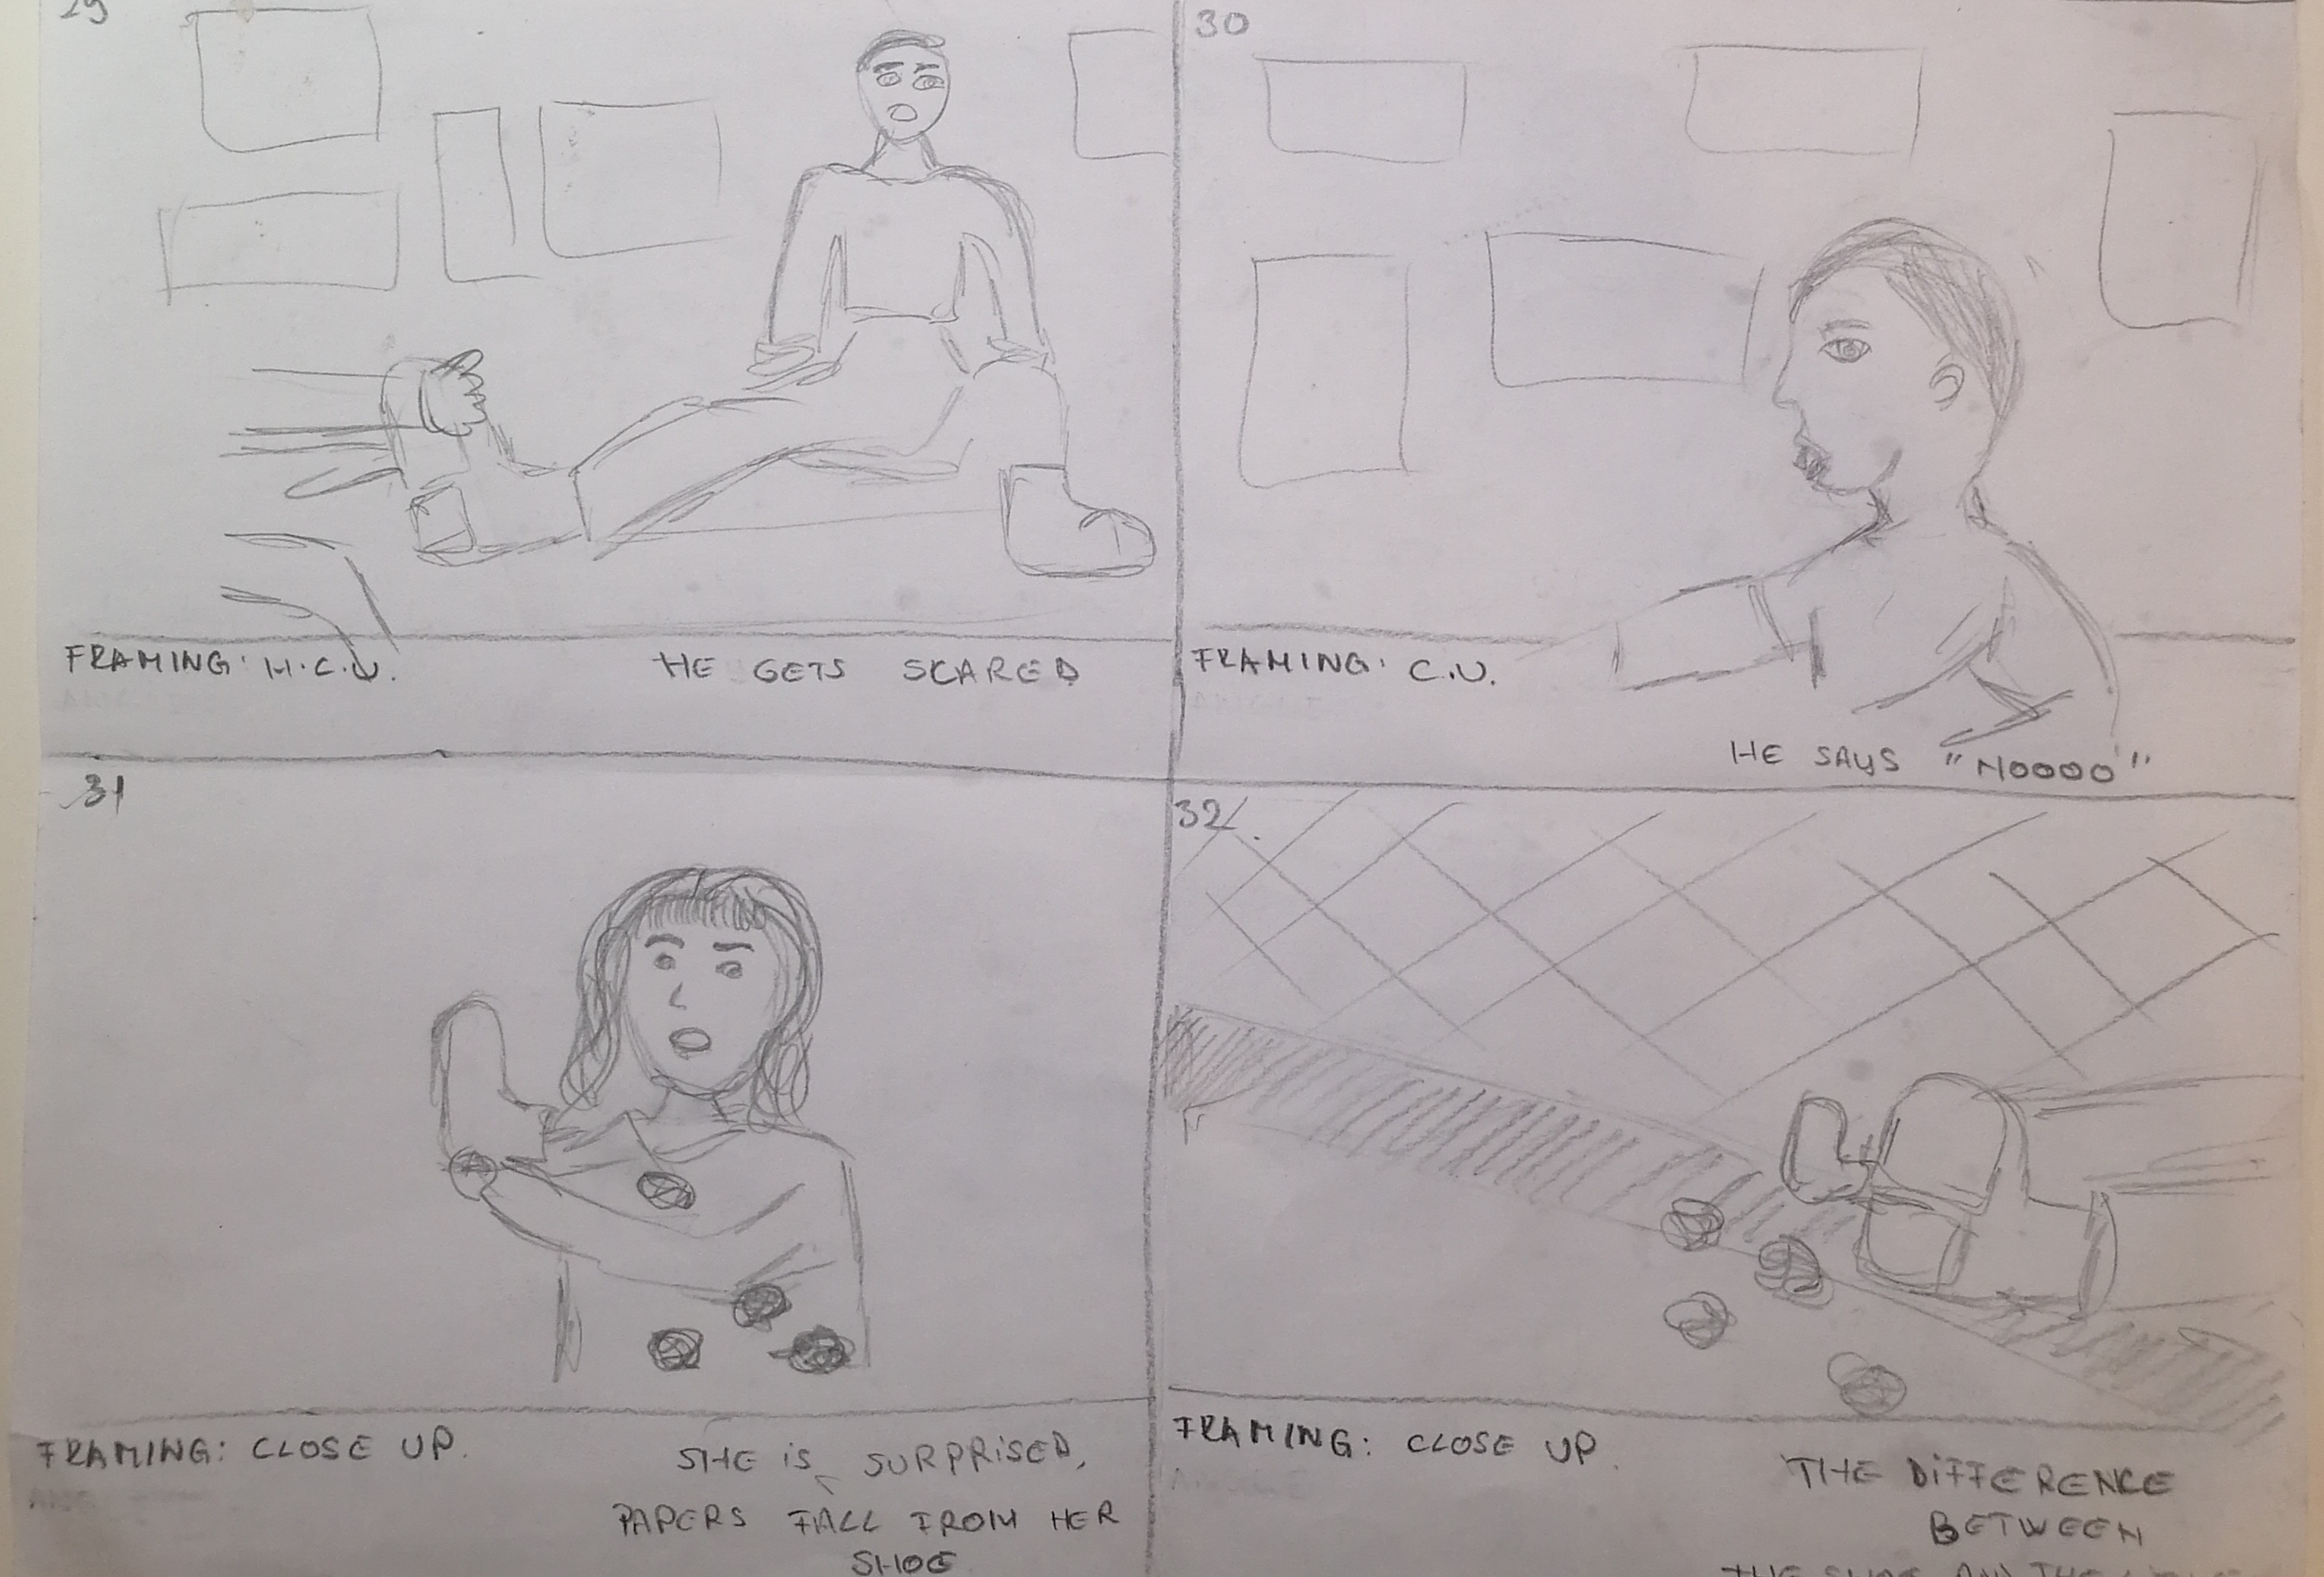 29
30
FRAMING: M.C.U.
HE GETS SCARED
FRAMING: C.U.
HE SAYS "NOOOO"
31
32
FRAMING: CLOSE UP.
SHE IS SURPRISED,
PAPERS FALL FROM HER
SHOE
FRAMING: CLOSE UP.
THE DIFFERENCE
BETWEEN
THE